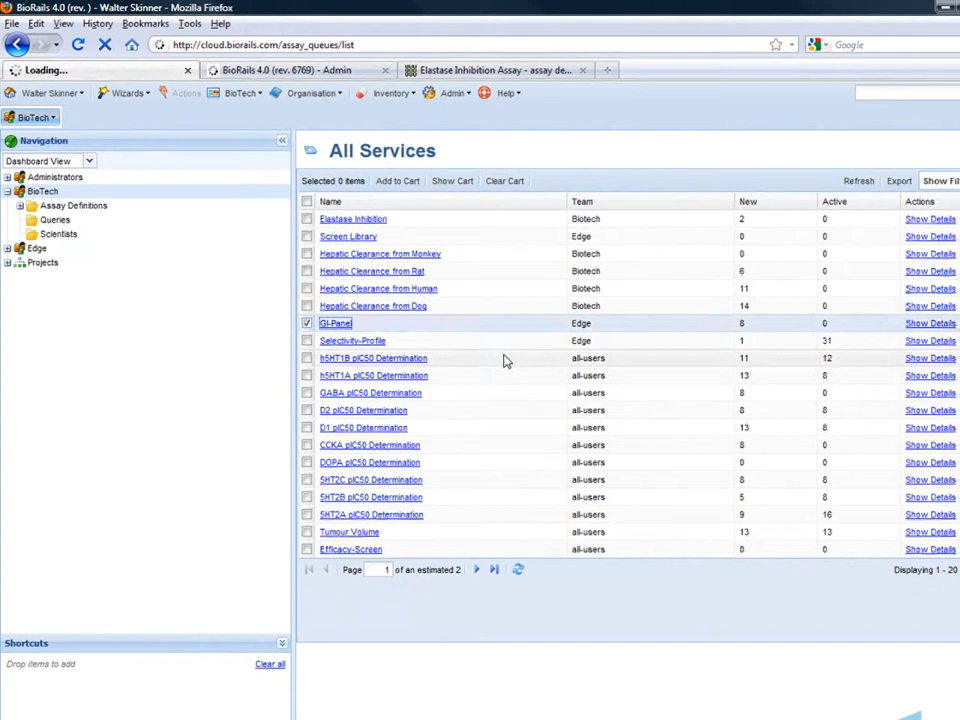 BioRails 4.0 (rev. ) - Walter Skinner - Mozilla Firefox
File Edit View History Bookmarks Tools Help
http://cloud.biorails.com/assay_queues/list
Google
Loading...
BioRails 4.0 (rev. 6769) - Admin
Elastase Inhibition Assay - assay de...
Walter Skinner Wizards Actions BioTech Organisation Inventory Admin Help
BioTech
Navigation
Dashboard View
Administrators
BioTech
Assay Definitions
Queries
Scientists
Edge
Projects
All Services
Selected 0 items Add to Cart Show Cart Clear Cart Refresh Export Show Fil
Name Team New Active Actions
Elastase Inhibition Biotech 2 0 Show Details
Screen Library Edge 0 0 Show Details
Hepatic Clearance from Monkey Biotech 0 0 Show Details
Hepatic Clearance from Rat Biotech 6 0 Show Details
Hepatic Clearance from Human Biotech 11 0 Show Details
Hepatic Clearance from Dog Biotech 14 0 Show Details
GI-Panel Edge 8 0 Show Details
Selectivity-Profile Edge 1 31 Show Details
h5HT1B pIC50 Determination all-users 11 12 Show Details
h5HT1A pIC50 Determination all-users 13 8 Show Details
GABA pIC50 Determination all-users 8 0 Show Details
D2 pIC50 Determination all-users 8 8 Show Details
D1 pIC50 Determination all-users 13 8 Show Details
CCKA pIC50 Determination all-users 8 0 Show Details
DOPA pIC50 Determination all-users 0 0 Show Details
5HT2C pIC50 Determination all-users 8 8 Show Details
5HT2B pIC50 Determination all-users 5 8 Show Details
5HT2A pIC50 Determination all-users 9 16 Show Details
Tumour Volume all-users 13 13 Show Details
Efficacy-Screen all-users 0 0 Show Details
Page 1 of an estimated 2 Displaying 1 - 20
Shortcuts
Drop items to add Clear all